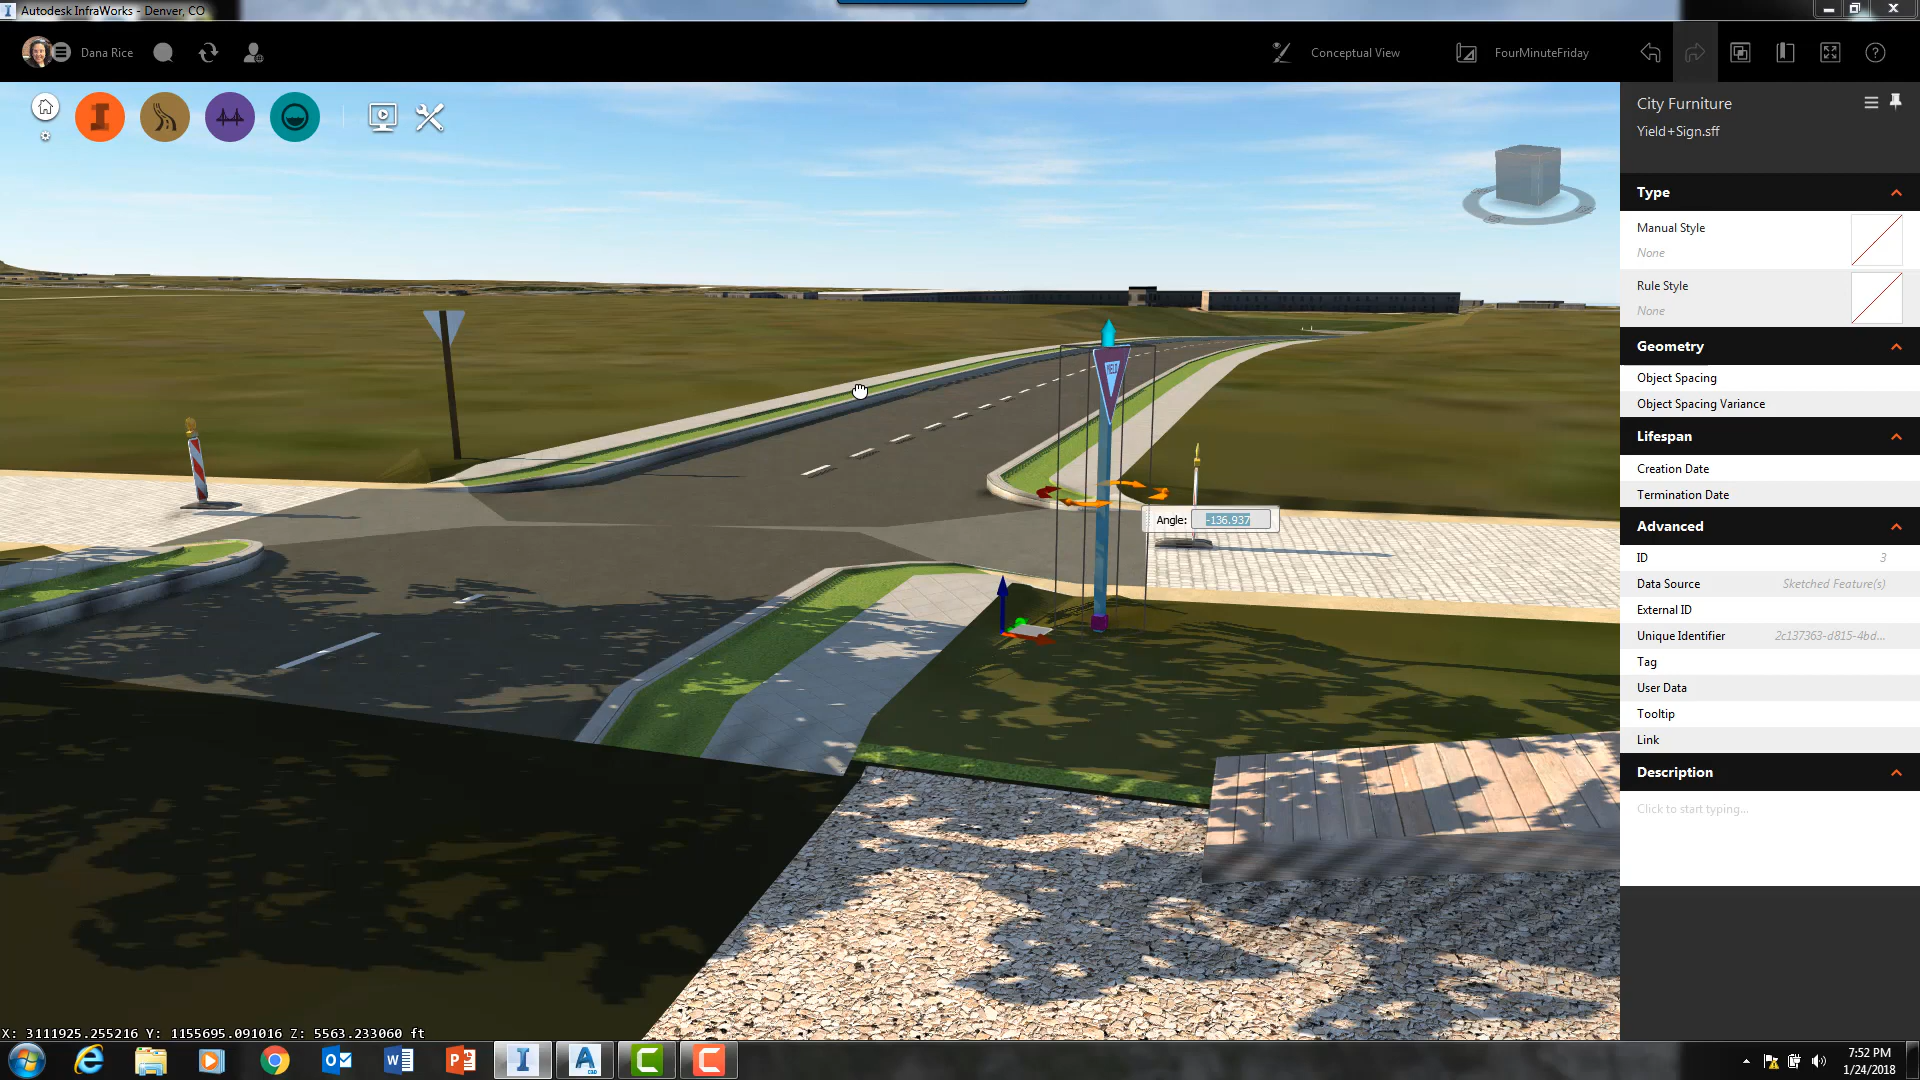 Autodesk InfraWorks - Denver, CO
Dana Rice
Conceptual View
FourMinuteFriday
City Furniture
Yield+Sign.sff
Type
Manual Style
None
Rule Style
None
Geometry
Object Spacing
Object Spacing Variance
Lifespan
Creation Date
Termination Date
Advanced
ID 3
Data Source Sketched Feature(s)
External ID
Unique Identifier 2c137363-d815-4bd...
Tag
User Data
Tooltip
Link
Description
Click to start typing...
YIELD
Angle: -136.937
X: 3111925.255216 Y: 1155695.091016 Z: 5563.233060 ft
7:52 PM
1/24/2018